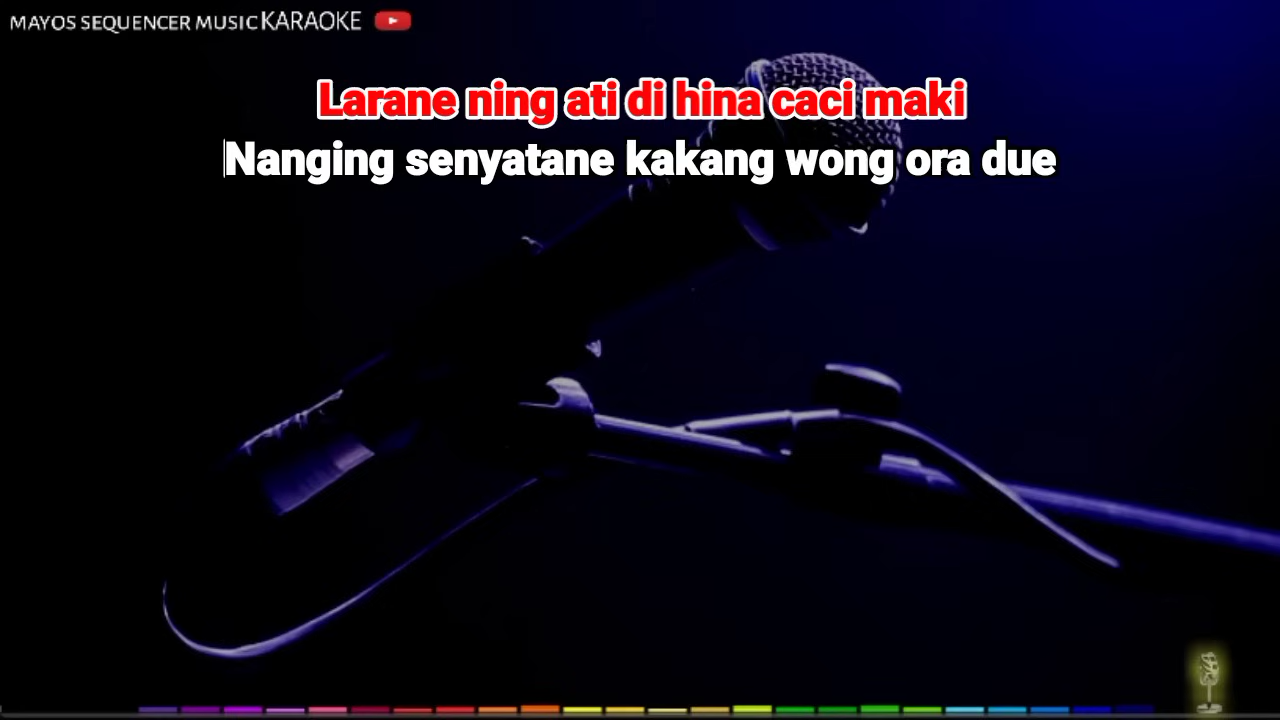 MAYOS SEQUENCER MUSIC KARAOKE
Larane ning ati di hina caci maki
Nanging senyatane kakang wong ora due